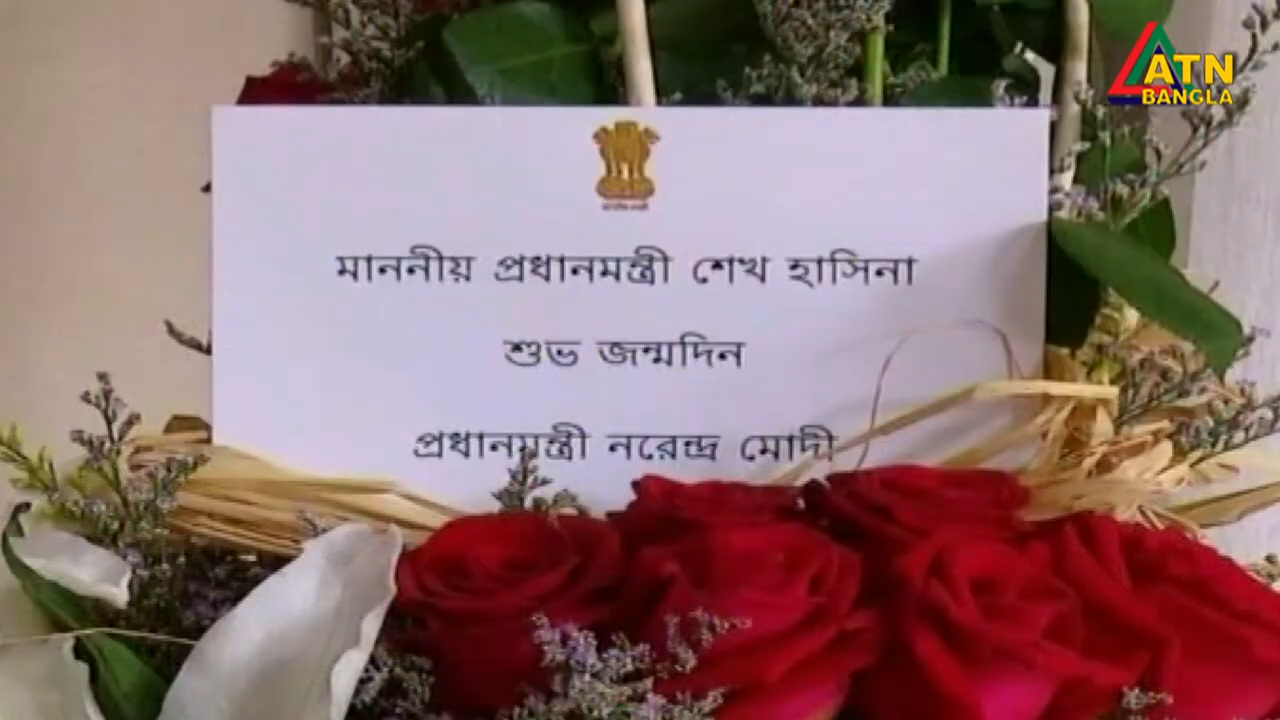 ATN
BANGLA
মাননীয় প্রধানমন্ত্রী শেখ হাসিনা
শুভ জন্মদিন
প্রধানমন্ত্রী নরেন্দ্র মোদী